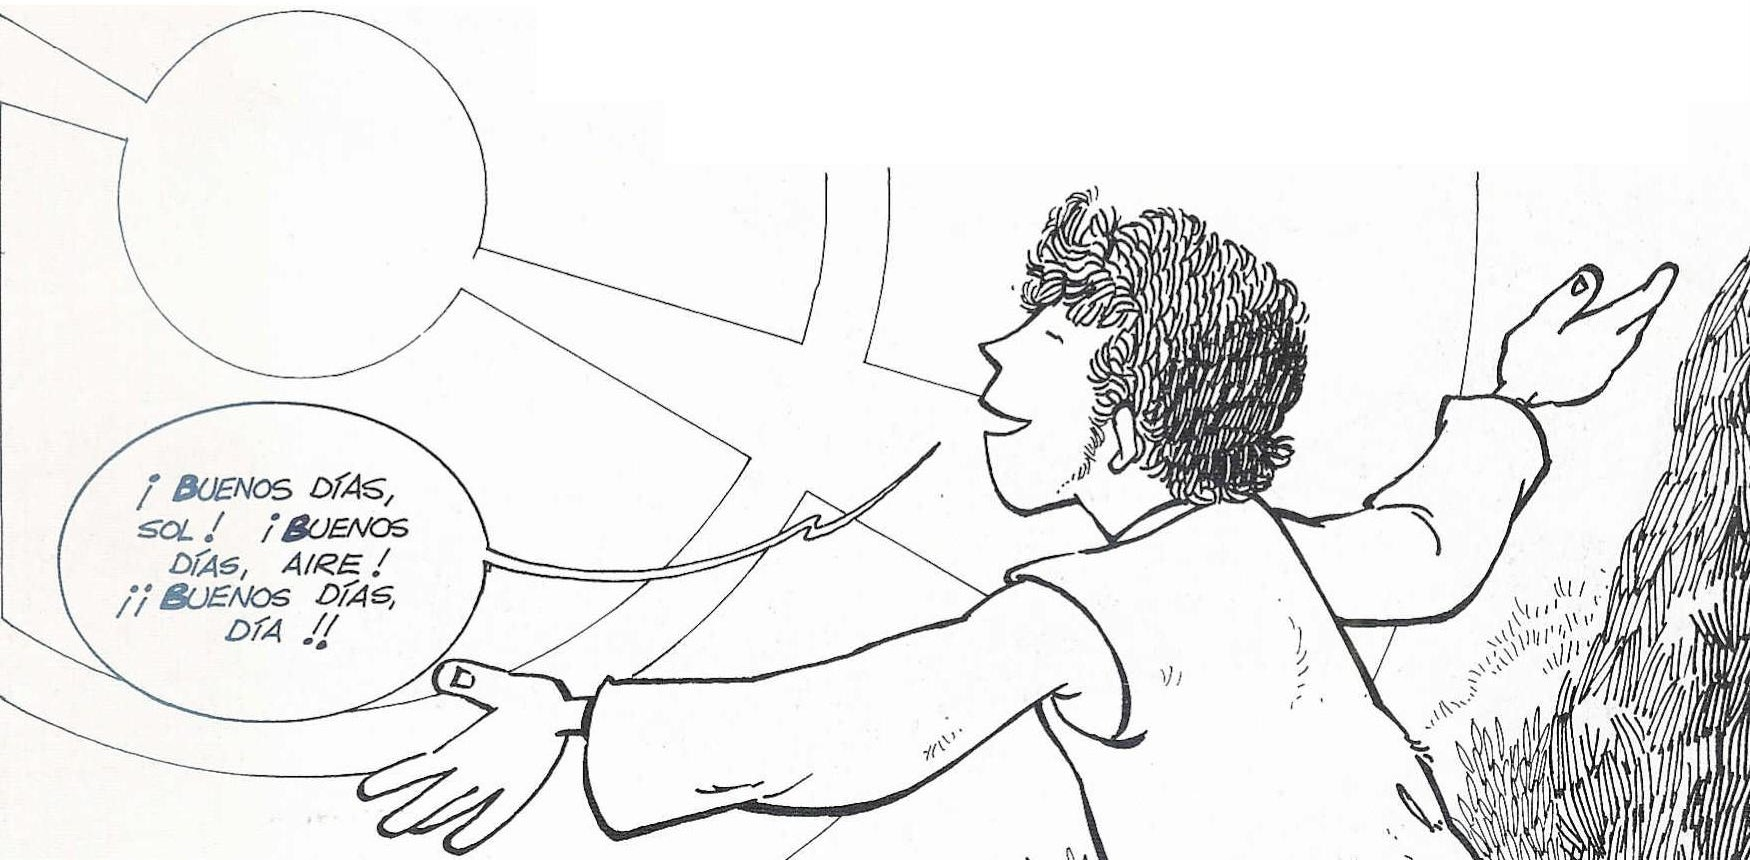 ¡ BUENOS DÍAS,
SOL! ¡BUENOS
DÍAS, AIRE!
¡¡BUENOS DÍAS,
DÍA !!